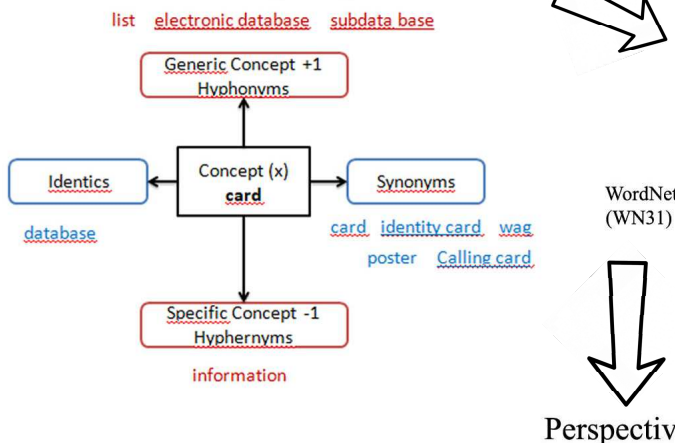 list electronic database subdata base
Generic Concept +1
Hyphonyms
Identics
Concept (x)
card
Synonyms
database
card identity card wag
poster Calling card
Specific Concept -1
Hyphernyms
information
WordNet
(WN31)
Perspectiv